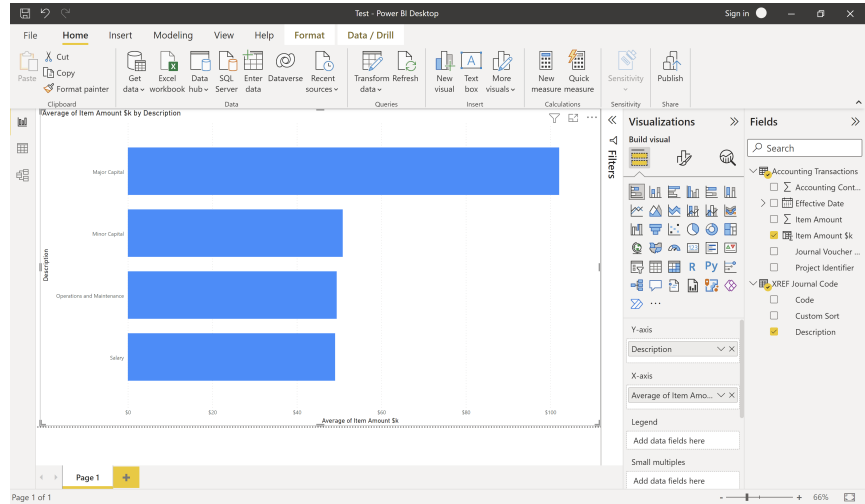 Test - Power BI Desktop
Sign in
File Home Insert Modeling View Help Format Data / Drill
Paste
Cut
Copy
Format painter
Clipboard
Get data
Excel workbook
Data hub
SQL Server
Enter data
Dataverse
Recent sources
Data
Transform data
Refresh
Queries
New visual
Text box
More visuals
Insert
New measure
Quick measure
Calculations
Sensitivity
Sensitivity
Publish
Share
Average of Item Amount $k by Description
Description
Major Capital
Minor Capital
Operations and Maintenance
Salary
$0 $20 $40 $60 $80 $100
Average of Item Amount $k
Filters
Visualizations
Build visual
R Py
Y-axis
Description
X-axis
Average of Item Amo...
Legend
Add data fields here
Small multiples
Add data fields here
Fields
Search
Accounting Transactions
Accounting Cont...
Effective Date
Item Amount
Item Amount $k
Journal Voucher ...
Project Identifier
XREF Journal Code
Code
Custom Sort
Description
Page 1
Page 1 of 1
66%